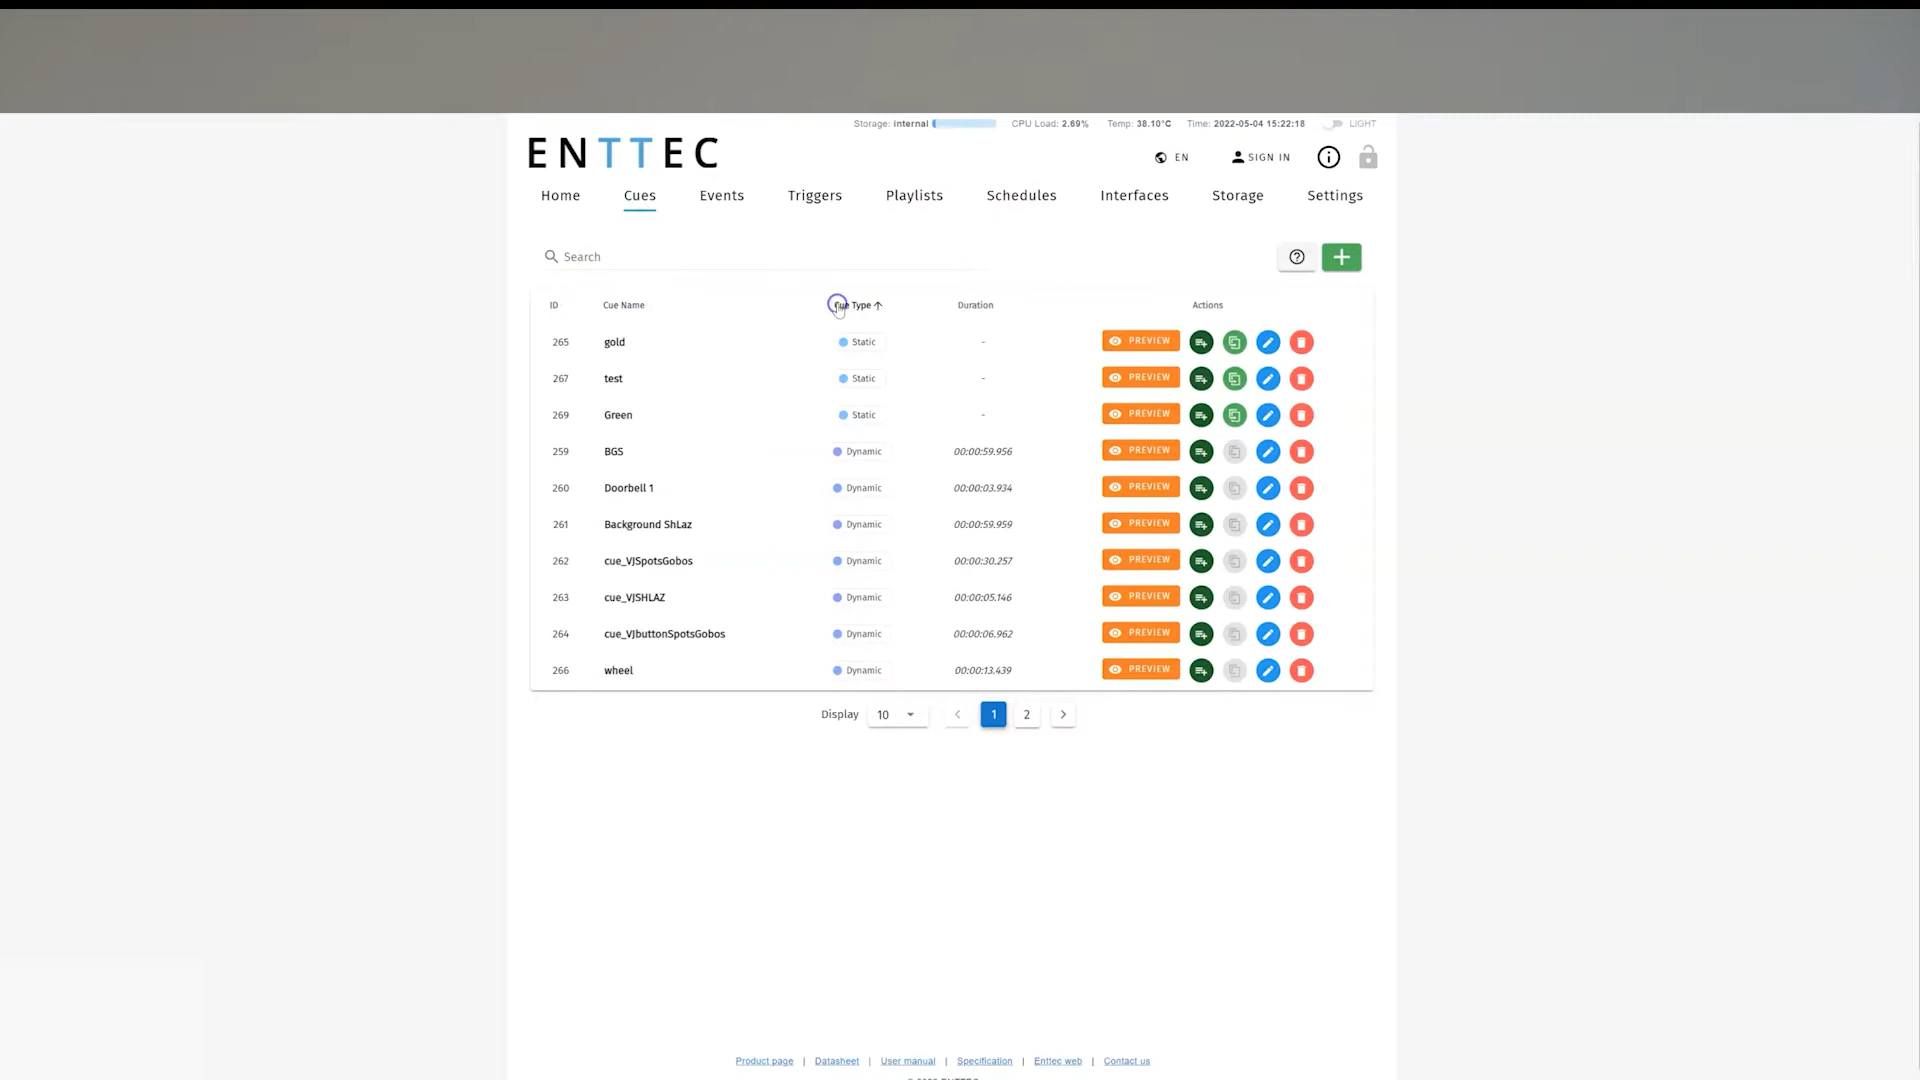 Storage: internal CPU Load: 2.69% Temp: 38.10°C Time: 2022-05-04 15:22:18 LIGHT
ENTTEC
EN SIGN IN
Home Cues Events Triggers Playlists Schedules Interfaces Storage Settings
Search
ID Cue Name Cue Type Duration Actions
265 gold Static - PREVIEW
267 test Static - PREVIEW
269 Green Static - PREVIEW
259 BGS Dynamic 00:00:59.956 PREVIEW
260 Doorbell 1 Dynamic 00:00:03.934 PREVIEW
261 Background ShLaz Dynamic 00:00:59.959 PREVIEW
262 cue_VJSpotsGobos Dynamic 00:00:30.257 PREVIEW
263 cue_VJSHLAZ Dynamic 00:00:05.146 PREVIEW
264 cue_VJbuttonSpotsGobos Dynamic 00:00:06.962 PREVIEW
266 wheel Dynamic 00:00:13.439 PREVIEW
Display 10 1 2
Product page | Datasheet | User manual | Specification | Enttec web | Contact us